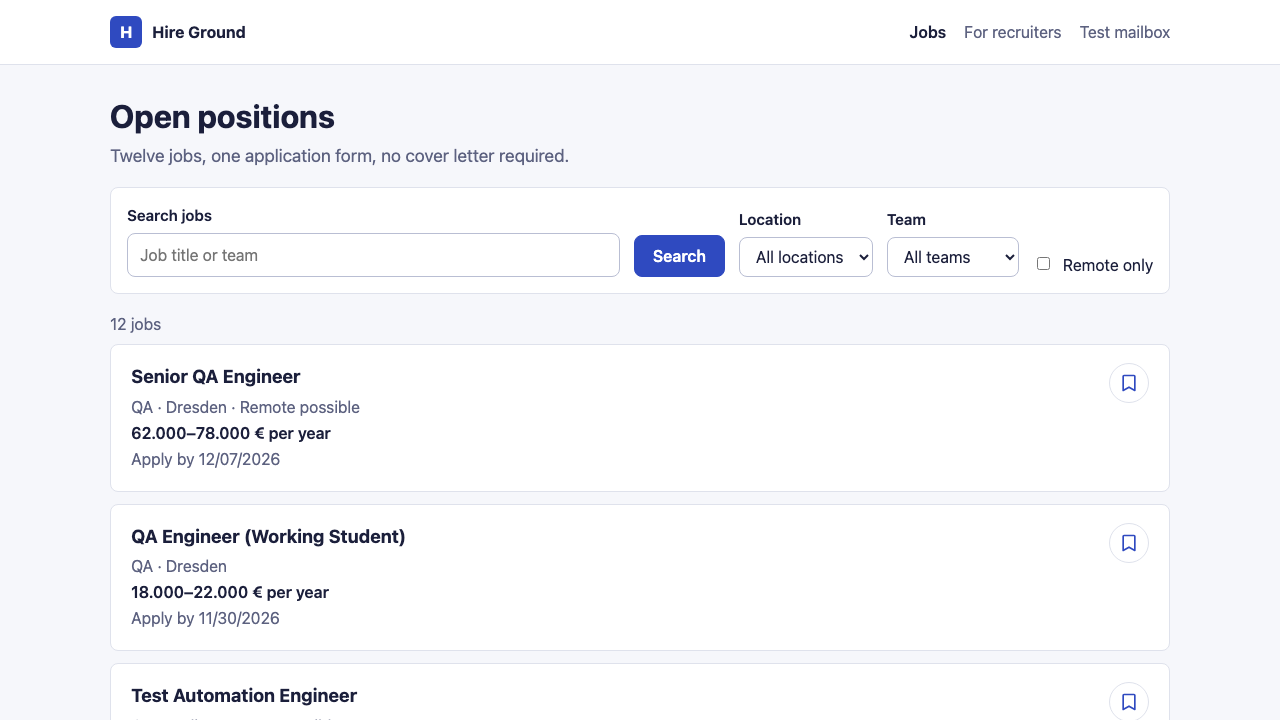 H Hire Ground
Jobs For recruiters Test mailbox
Open positions
Twelve jobs, one application form, no cover letter required.
Search jobs
Job title or team
Search
Location
All locations
Team
All teams
Remote only
12 jobs
Senior QA Engineer
QA · Dresden · Remote possible
62.000–78.000 € per year
Apply by 12/07/2026
QA Engineer (Working Student)
QA · Dresden
18.000–22.000 € per year
Apply by 11/30/2026
Test Automation Engineer